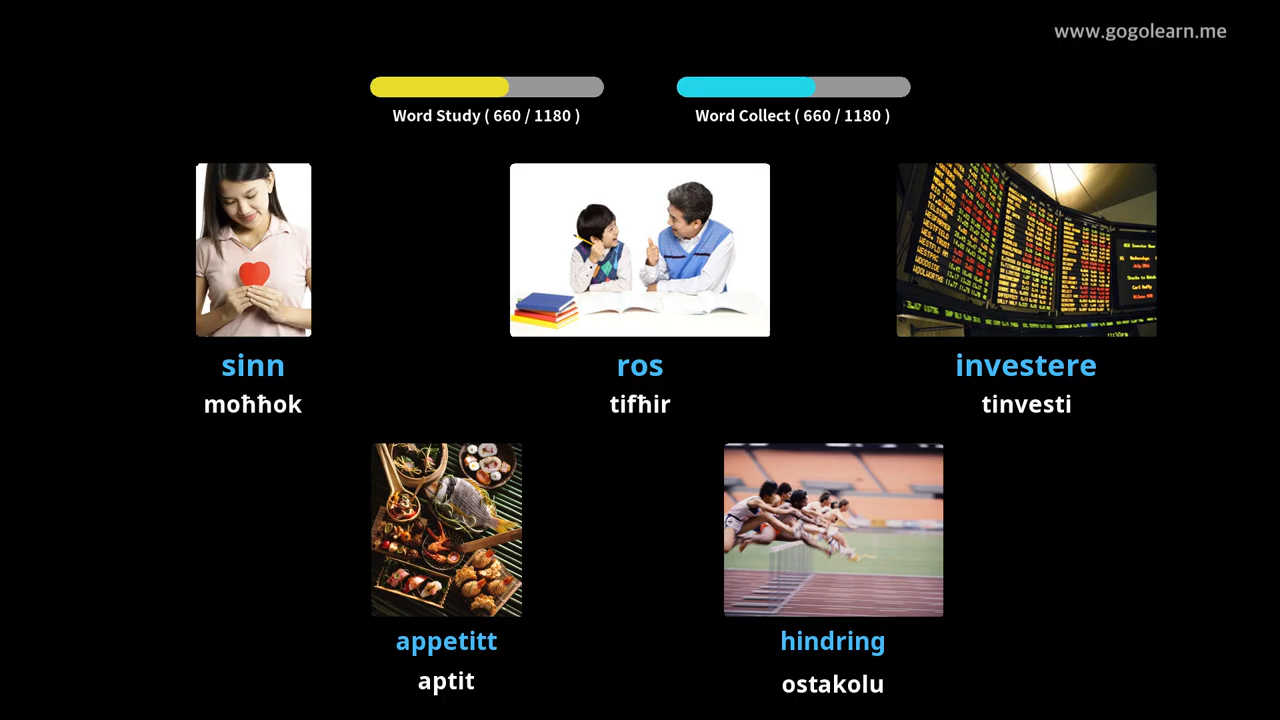 www.gogolearn.me
Word Study ( 660 / 1180 )
Word Collect ( 660 / 1180 )
sinn
moħħok
ros
tifħir
investere
tinvesti
appetitt
aptit
hindring
ostakolu